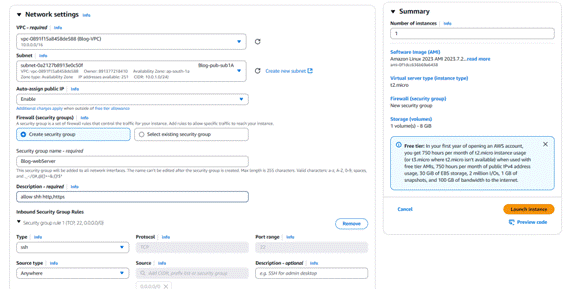 Network settings Info
VPC - required Info
vpc-0891f15a8458de588 (Blog-VPC)
10.0.0.0/16
Subnet Info
subnet-0a2127b8913e0c50f Blog-pub-sub1A
VPC: vpc-0891f15a8458de588 Owner: 891377218470 Availability Zone: ap-south-1a
Zone type: Availability Zone IP addresses available: 251 CIDR: 10.0.1.0/24
Create new subnet
Auto-assign public IP Info
Enable
Additional charges apply when outside of free tier allowance
Firewall (security groups) Info
A security group is a set of firewall rules that control the traffic for your instance. Add rules to allow specific traffic to reach your instance.
Create security group
Select existing security group
Security group name - required
Blog-webServer
This security group will be added to all network interfaces. The name can't be edited after the security group is created. Max length is 255 characters. Valid characters: a-z, A-Z, 0-9, spaces,
Description - required Info
allow shh http,https
Inbound Security Group Rules
Security group rule 1 (TCP, 22, 0.0.0.0/0)
Remove
Type Info
Protocol Info
Port range Info
ssh
TCP
22
Source type Info
Source Info
Description - optional Info
Anywhere
Add CIDR, prefix list or security group
e.g. SSH for admin desktop
0.0.0.0/0
Summary
Number of instances Info
1
Software Image (AMI)
Amazon Linux 2023 AMI 2023.7.2...read more
Virtual server type (instance type)
t2.micro
Firewall (security group)
New security group
Storage (volumes)
1 volume(s) - 8 GiB
Free tier: In your first year of opening an AWS account,
you get 750 hours per month of t2.micro instance usage
(or t3.micro where t2.micro isn't available) when used with
free tier AMIs, 750 hours per month of public IPv4 address
usage, 30 GiB of EBS storage, 2 million I/Os, 1 GB of
snapshots, and 100 GB of bandwidth to the internet.
Cancel
Launch instance
Preview code